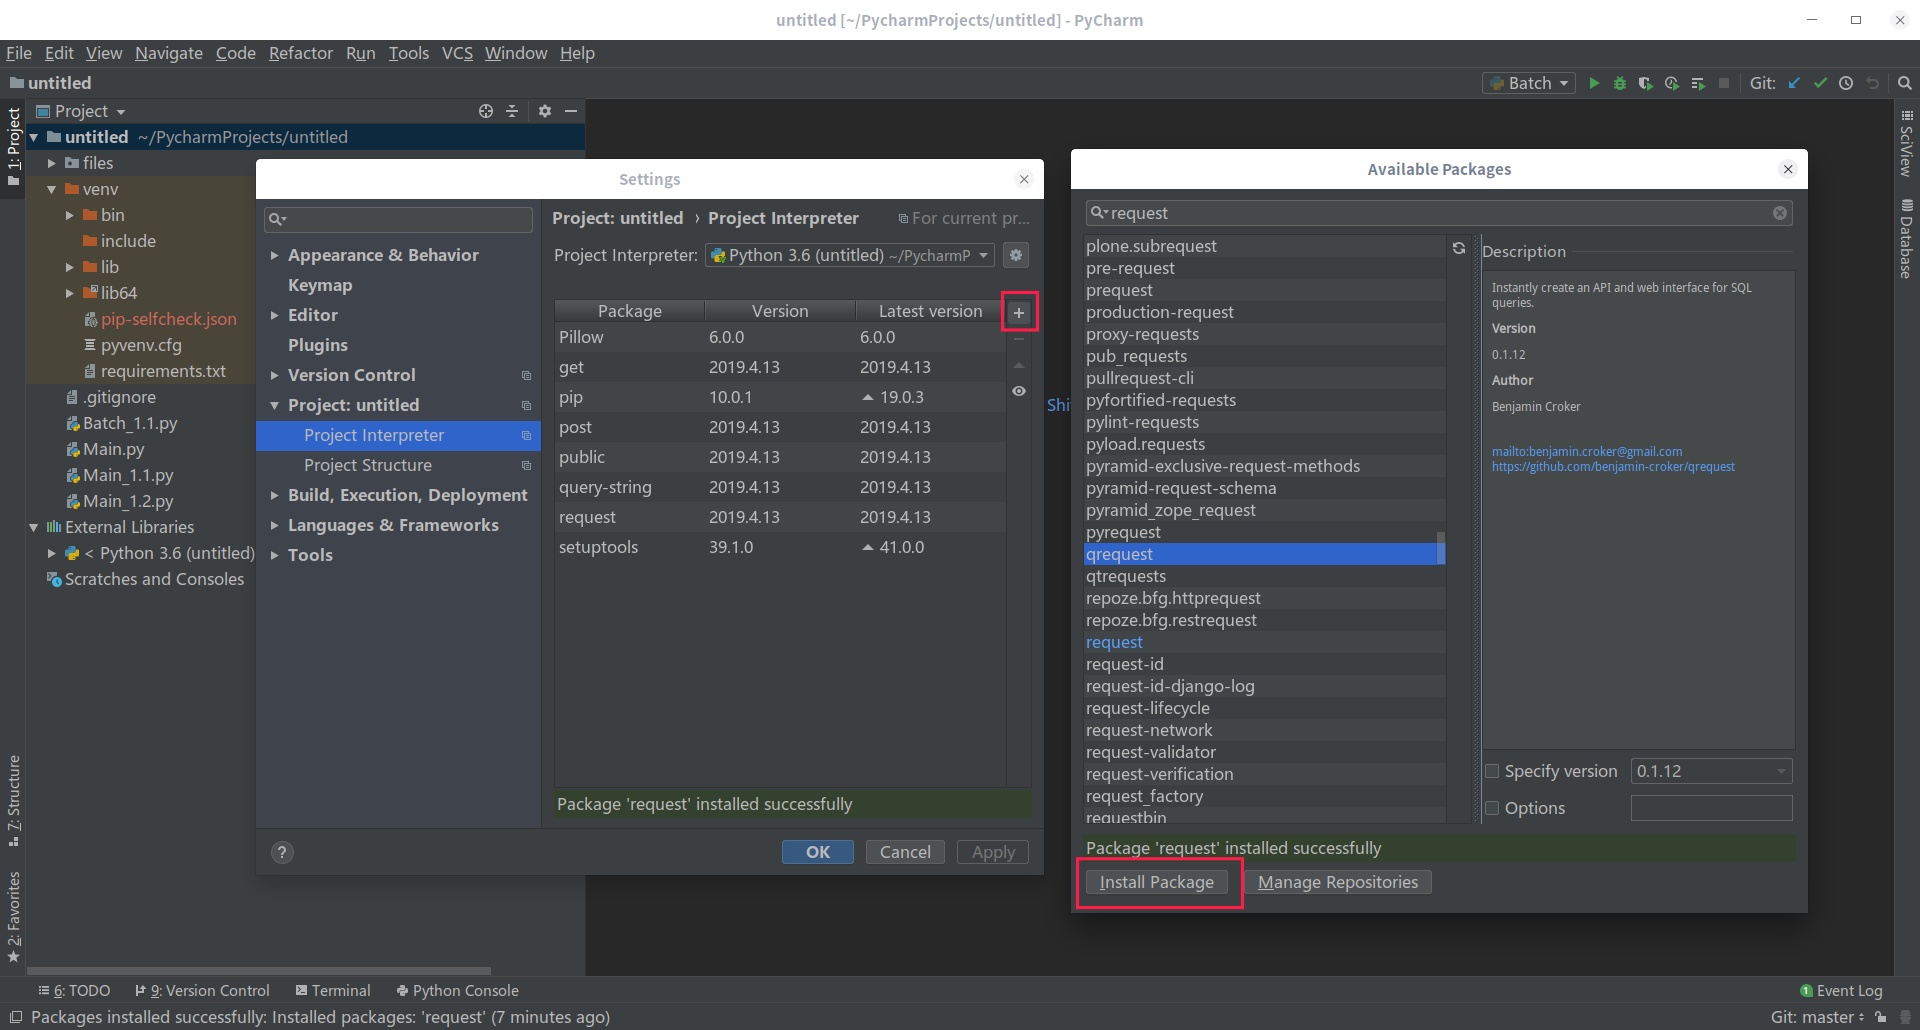 untitled [~/PycharmProjects/untitled] - PyCharm
File Edit View Navigate Code Refactor Run Tools VCS Window Help
untitled
Batch
Git:
1: Project
Project
untitled ~/PycharmProjects/untitled
files
venv
bin
include
lib
lib64
pip-selfcheck.json
pyvenv.cfg
requirements.txt
.gitignore
Batch_1.1.py
Main.py
Main_1.1.py
Main_1.2.py
External Libraries
< Python 3.6 (untitled)
Scratches and Consoles
7: Structure
2: Favorites
Settings
Appearance & Behavior
Keymap
Editor
Plugins
Version Control
Project: untitled
Project Interpreter
Project Structure
Build, Execution, Deployment
Languages & Frameworks
Tools
Project: untitled › Project Interpreter For current pr...
Project Interpreter: Python 3.6 (untitled) ~/PycharmP
Package Version Latest version
Pillow 6.0.0 6.0.0
get 2019.4.13 2019.4.13
pip 10.0.1 19.0.3
post 2019.4.13 2019.4.13
public 2019.4.13 2019.4.13
query-string 2019.4.13 2019.4.13
request 2019.4.13 2019.4.13
setuptools 39.1.0 41.0.0
Package 'request' installed successfully
?
OK Cancel Apply
Shi
Available Packages
request
plone.subrequest
pre-request
prequest
production-request
proxy-requests
pub_requests
pullrequest-cli
pyfortified-requests
pylint-requests
pyload.requests
pyramid-exclusive-request-methods
pyramid-request-schema
pyramid_zope_request
pyrequest
qrequest
qtrequests
repoze.bfg.httprequest
repoze.bfg.restrequest
request
request-id
request-id-django-log
request-lifecycle
request-network
request-validator
request-verification
request_factory
requestbin
Description
Instantly create an API and web interface for SQL
queries.
Version
0.1.12
Author
Benjamin Croker
mailto:benjamin.croker@gmail.com
https://github.com/benjamin-croker/qrequest
Specify version 0.1.12
Options
Package 'request' installed successfully
Install Package Manage Repositories
SciView
Database
6: TODO 9: Version Control Terminal Python Console
1 Event Log
Packages installed successfully: Installed packages: 'request' (7 minutes ago)
Git: master